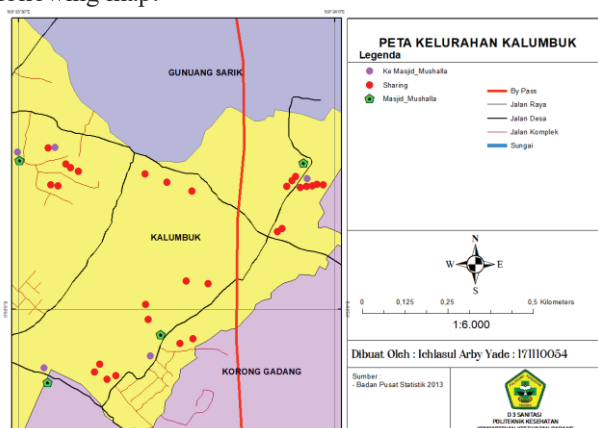 following map.
GUNUANG SARIK
KALUMBUK
KORONG GADANG
PETA KELURAHAN KALUMBUK
Legenda
Ke Masjid_Mushalla
Sharing
Masjid_Mushalla
By Pass
Jalan Raya
Jalan Desa
Jalan Komplek
Sungai
N
W E
S
0 0,125 0,25 0,5 Kilometers
1:6.000
Dibuat Oleh : Ichlasul Arby Yade : 171110054
Sumber :
- Badan Pusat Statistik 2013
D3 SANITASI
POLITEKNIK KESEHATAN